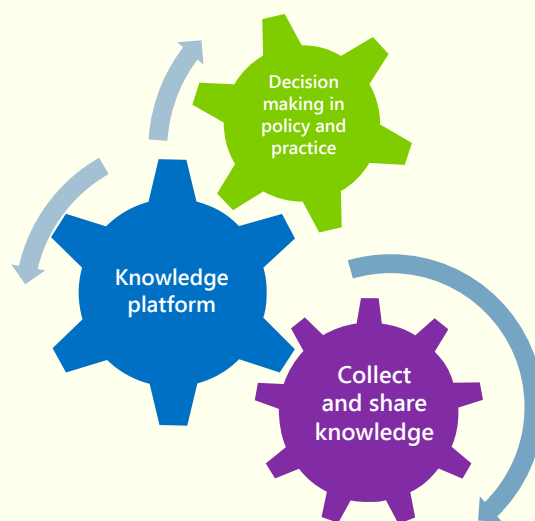 Decision
making in
policy and
practice
Knowledge
platform
Collect
and share
knowledge